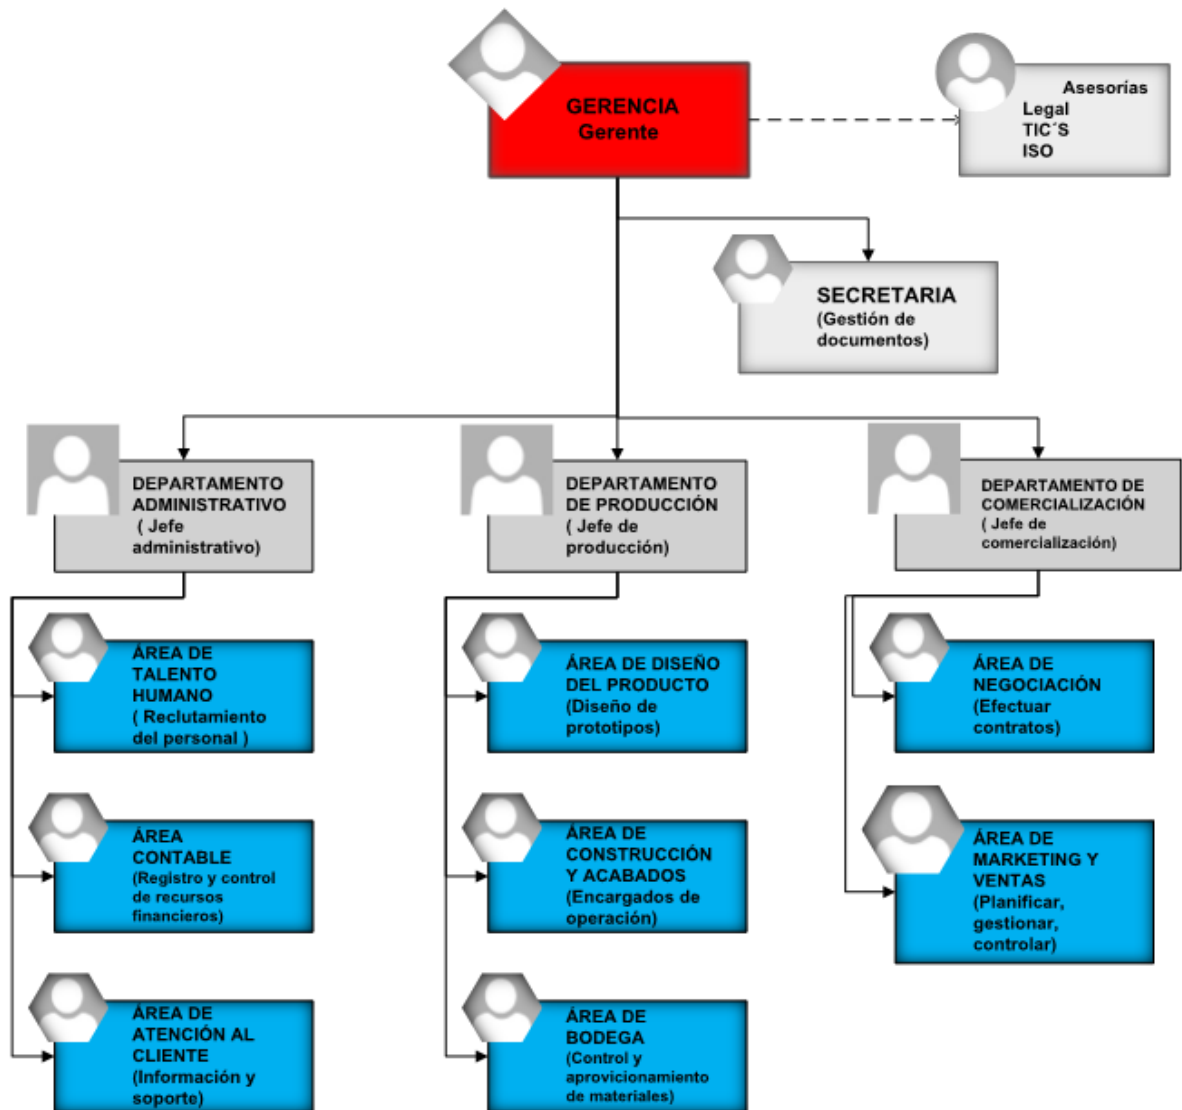 GERENCIA
Gerente
Asesorías
Legal
TIC´S
ISO
SECRETARIA
(Gestión de
documentos)
DEPARTAMENTO
ADMINISTRATIVO
( Jefe
administrativo)
DEPARTAMENTO
DE PRODUCCIÓN
( Jefe de
producción)
DEPARTAMENTO DE
COMERCIALIZACIÓN
( Jefe de
comercialización)
ÁREA DE
TALENTO
HUMANO
( Reclutamiento
del personal )
ÁREA DE DISEÑO
DEL PRODUCTO
(Diseño de
prototipos)
ÁREA DE
NEGOCIACIÓN
(Efectuar
contratos)
ÁREA
CONTABLE
(Registro y control
de recursos
financieros)
ÁREA DE
CONSTRUCCIÓN
Y ACABADOS
(Encargados de
operación)
ÁREA DE
MARKETING Y
VENTAS
(Planificar,
gestionar,
controlar)
ÁREA DE
ATENCIÓN AL
CLIENTE
(Información y
soporte)
ÁREA DE
BODEGA
(Control y
aprovicionamiento
de materiales)